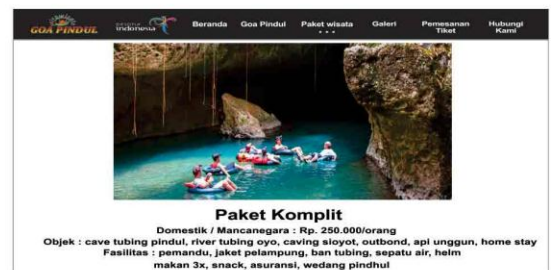 GOA PINDUL
indonesia
Beranda
Goa Pindul
Paket wisata
Galeri
Pemesanan
Tiket
Hubungi
Kami
Paket Komplit
Domestik / Mancanegara : Rp. 250.000/orang
Objek : cave tubing pindul, river tubing oyo, caving sioyot, outbond, api unggun, home stay
Fasilitas : pemandu, jaket pelampung, ban tubing, sepatu air, helm
makan 3x, snack, asuransi, wedang pindhul